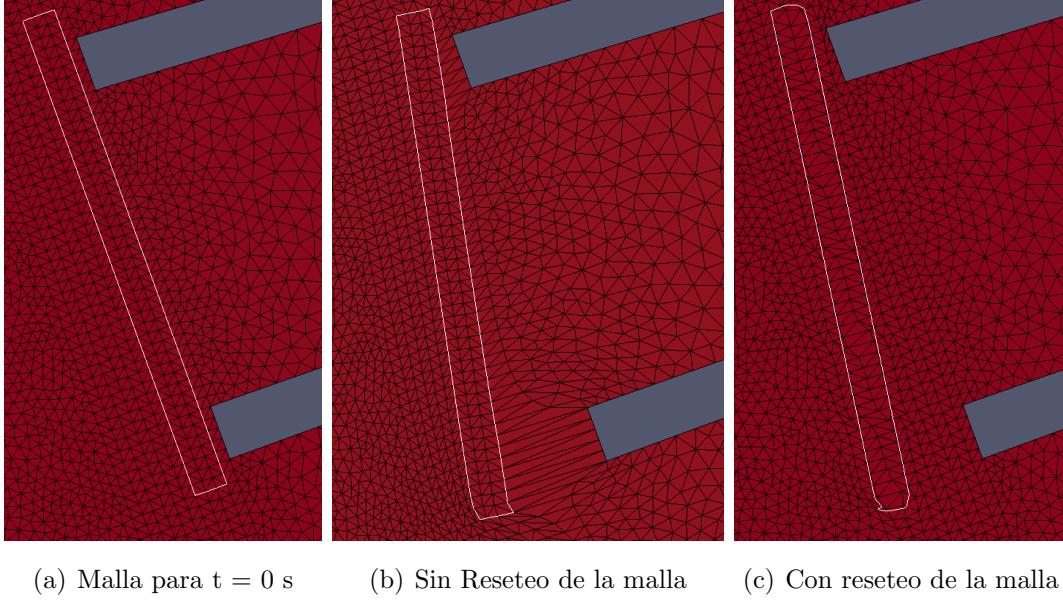 (a) Malla para t = 0 s
(b) Sin Reseteo de la malla
(c) Con reseteo de la malla